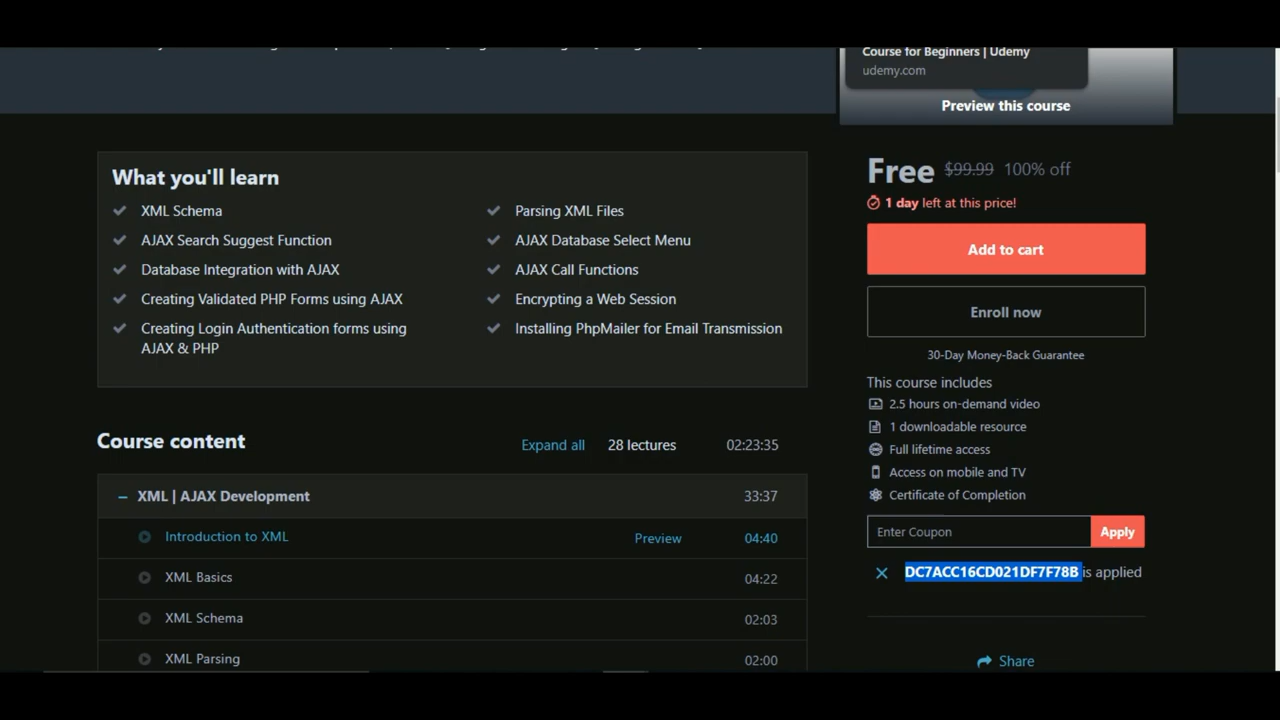 Course for Beginners | Udemy
udemy.com
Preview this course
What you'll learn
XML Schema
AJAX Search Suggest Function
Database Integration with AJAX
Creating Validated PHP Forms using AJAX
Creating Login Authentication forms using
AJAX & PHP
Parsing XML Files
AJAX Database Select Menu
AJAX Call Functions
Encrypting a Web Session
Installing PhpMailer for Email Transmission
Free $99.99 100% off
1 day left at this price!
Add to cart
Enroll now
30-Day Money-Back Guarantee
This course includes
2.5 hours on-demand video
1 downloadable resource
Full lifetime access
Access on mobile and TV
Certificate of Completion
Enter Coupon Apply
DC7ACC16CD021DF7F78B is applied
Share
Course content Expand all 28 lectures 02:23:35
XML | AJAX Development 33:37
Introduction to XML Preview 04:40
XML Basics 04:22
XML Schema 02:03
XML Parsing 02:00